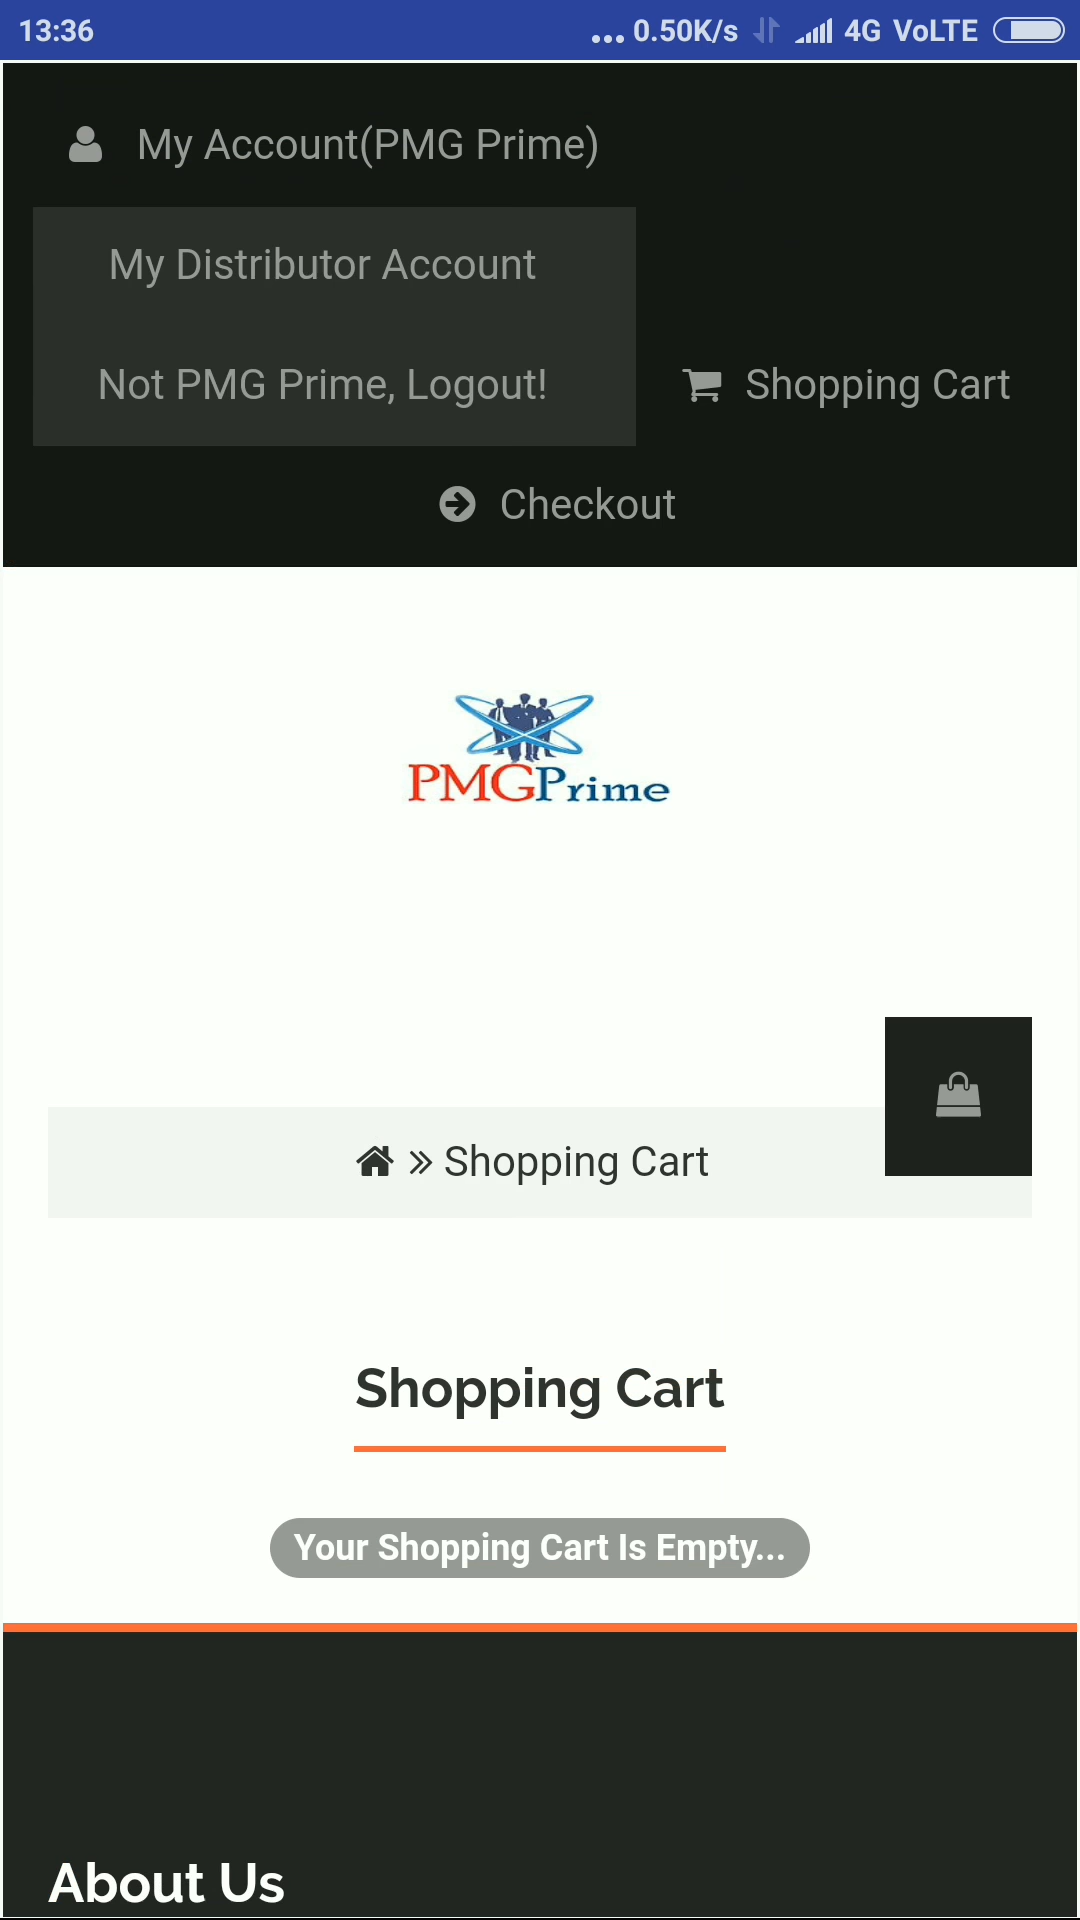 13:36
... 0.50K/s 4G VoLTE
My Account(PMG Prime)
My Distributor Account
Not PMG Prime, Logout!
Shopping Cart
Checkout
PMGPrime
» Shopping Cart
Shopping Cart
Your Shopping Cart Is Empty...
About Us